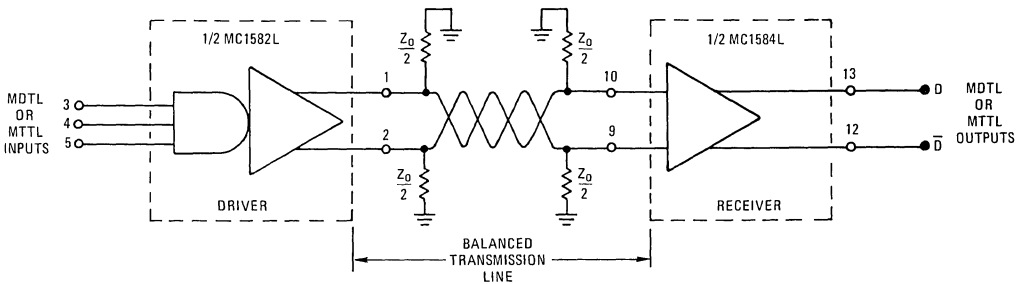 1/2 MC1582L
Z0
2
Z0
2
1/2 MC1584L
MDTL
OR
MTTL
INPUTS
3
4
5
1
2
10
9
13
12
D
D̅
MDTL
OR
MTTL
OUTPUTS
Z0
2
Z0
2
DRIVER
RECEIVER
BALANCED
TRANSMISSION
LINE